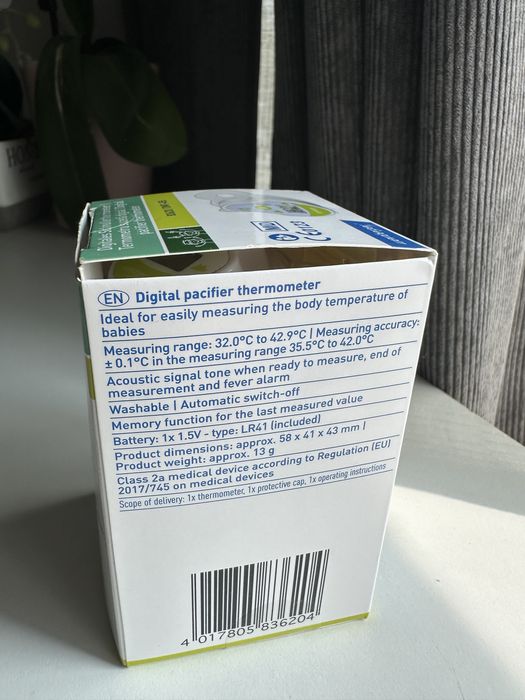 Digitales Schnuller
Termometro
pacifier thermometer
EN Digital pacifier thermometer
Ideal for easily measuring the body temperature of
babies
Measuring range: 32.0°C to 42.9°C | Measuring accuracy:
± 0.1°C in the measuring range 35.5°C to 42.0°C
Acoustic signal tone when ready to measure, end of
measurement and fever alarm
Washable | Automatic switch-off
Memory function for the last measured value
Battery: 1x 1.5V - type: LR41 (included)
Product dimensions: approx. 58 x 41 x 43 mm |
Product weight: approx. 13 g
Class 2a medical device according to Regulation (EU)
2017/745 on medical devices
Scope of delivery: 1x thermometer, 1x protective cap, 1x operating instructions
4 017805 836204